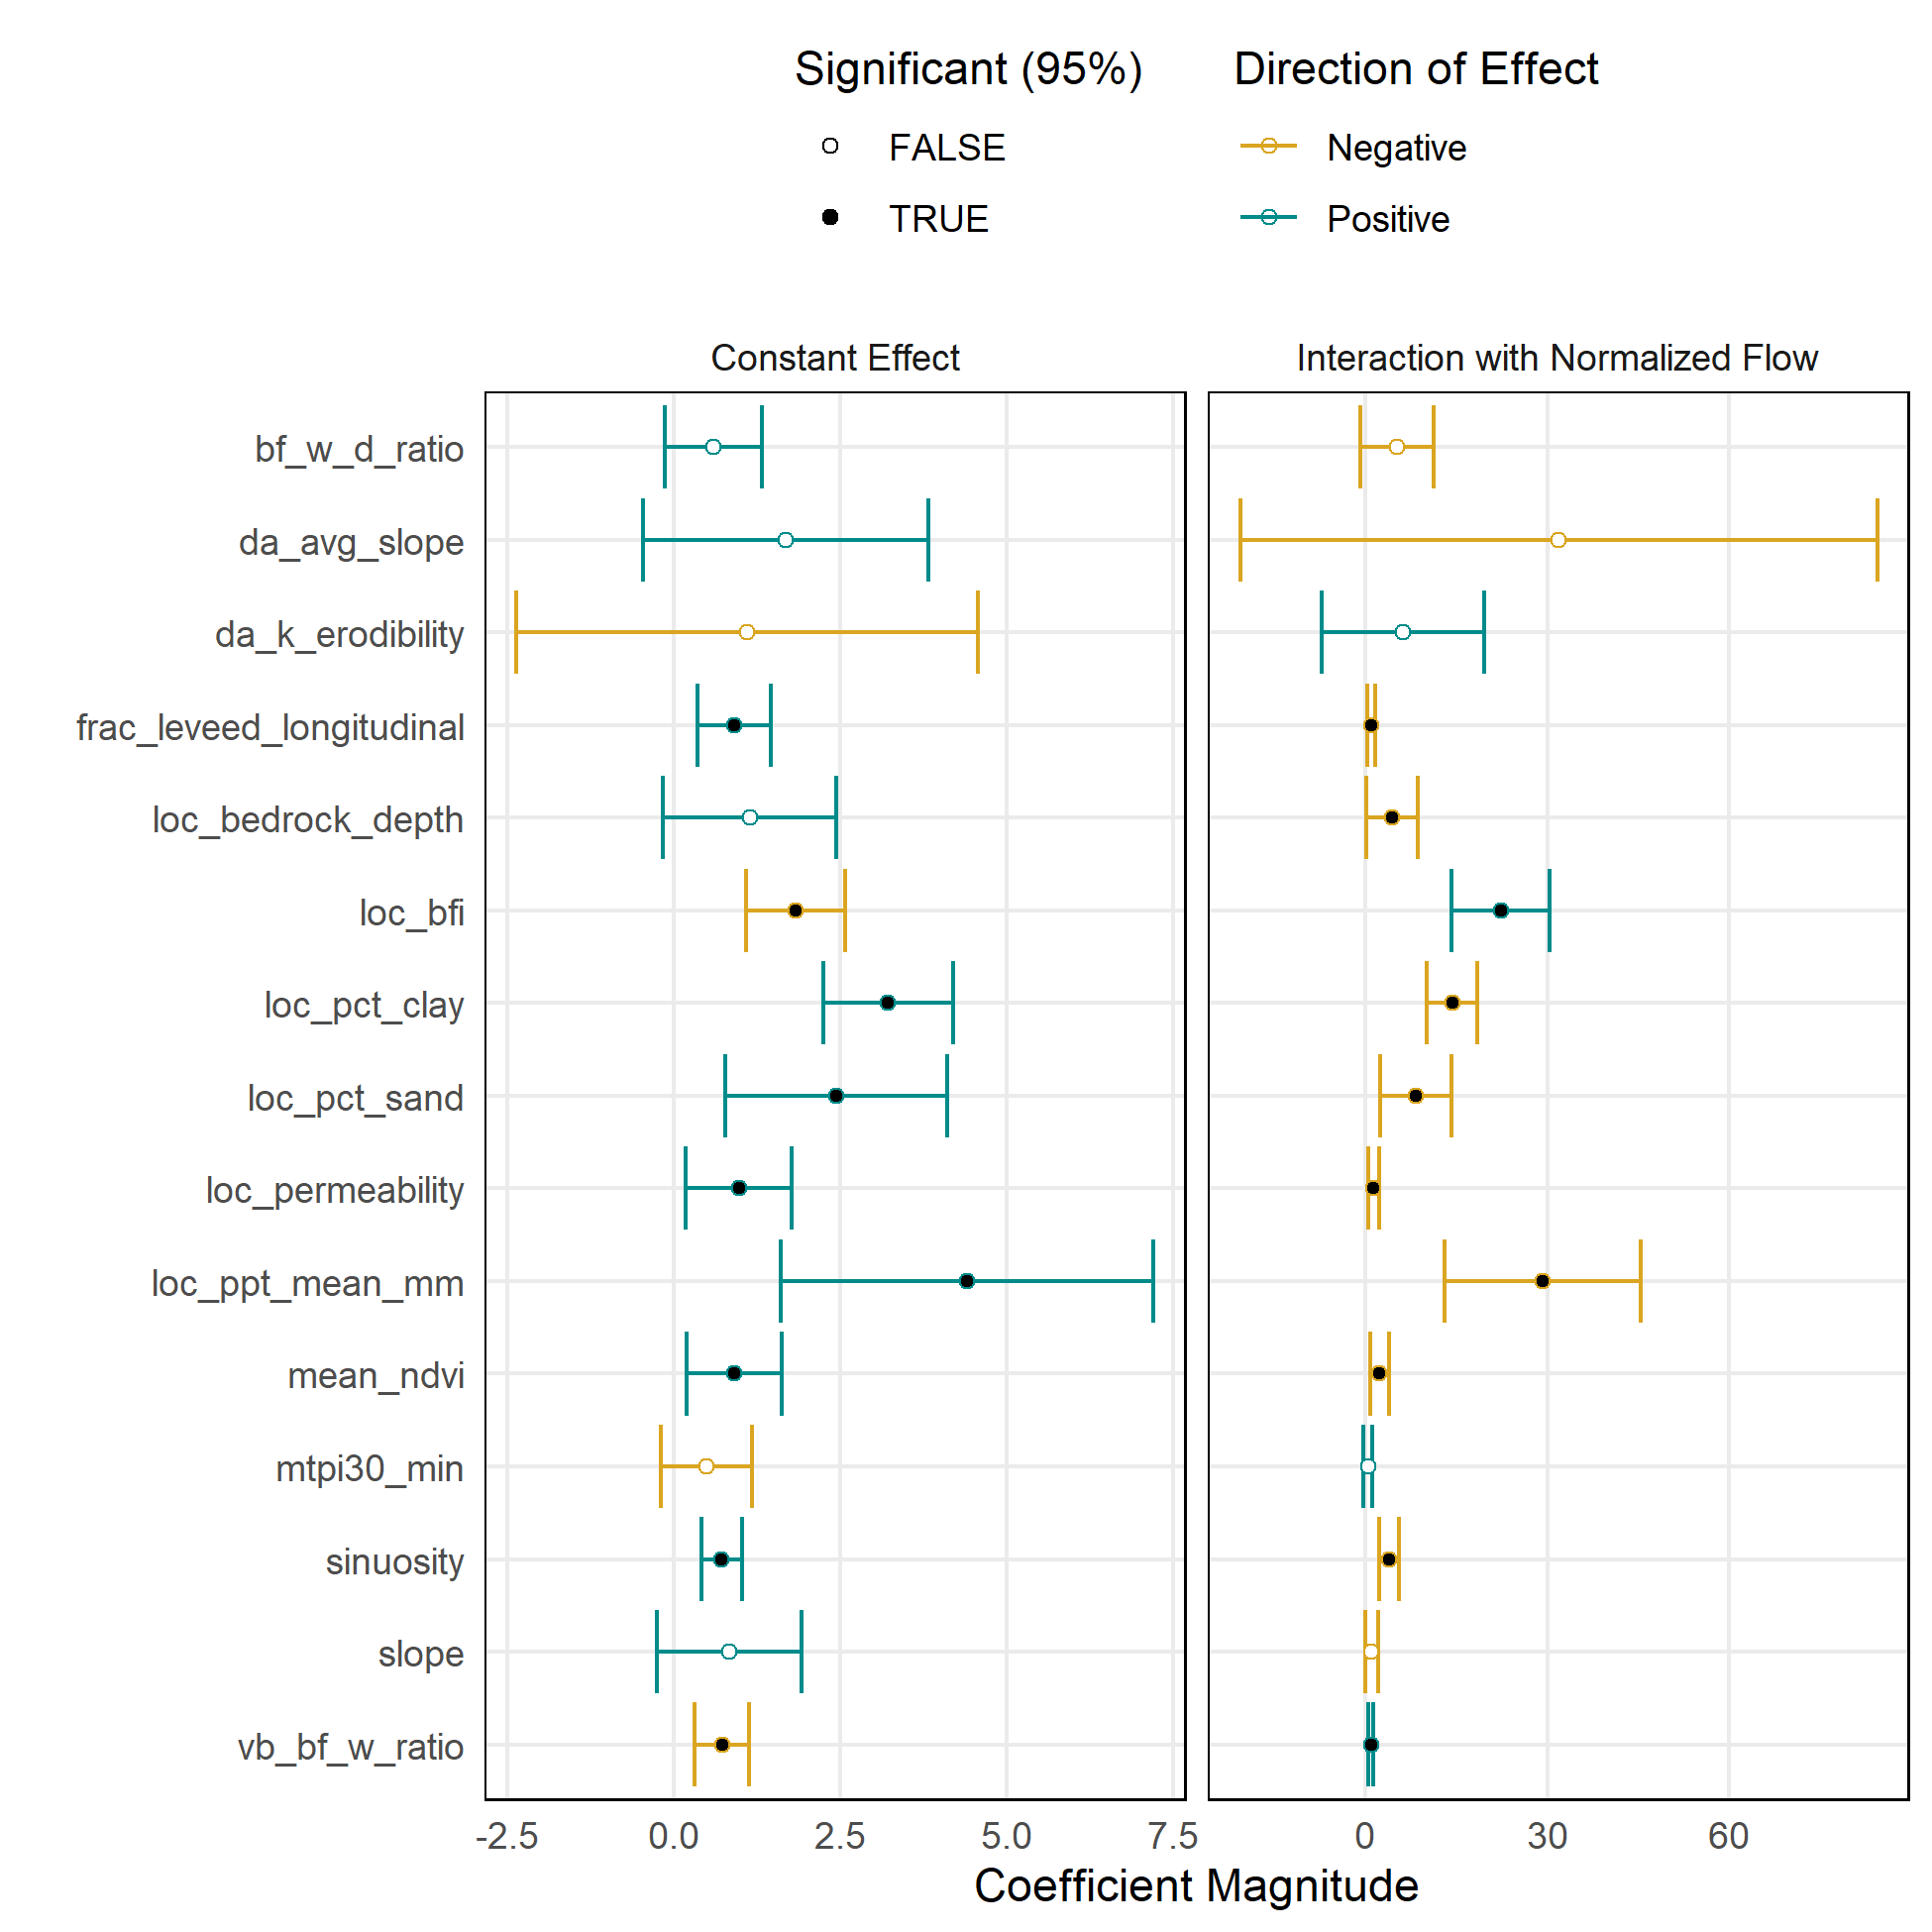 Significant (95%) Direction of Effect
FALSE Negative
TRUE Positive
Constant Effect Interaction with Normalized Flow
bf_w_d_ratio
da_avg_slope
da_k_erodibility
frac_leveed_longitudinal
loc_bedrock_depth
loc_bfi
loc_pct_clay
loc_pct_sand
loc_permeability
loc_ppt_mean_mm
mean_ndvi
mtpi30_min
sinuosity
slope
vb_bf_w_ratio
-2.5 0.0 2.5 5.0 7.5 0 30 60
Coefficient Magnitude